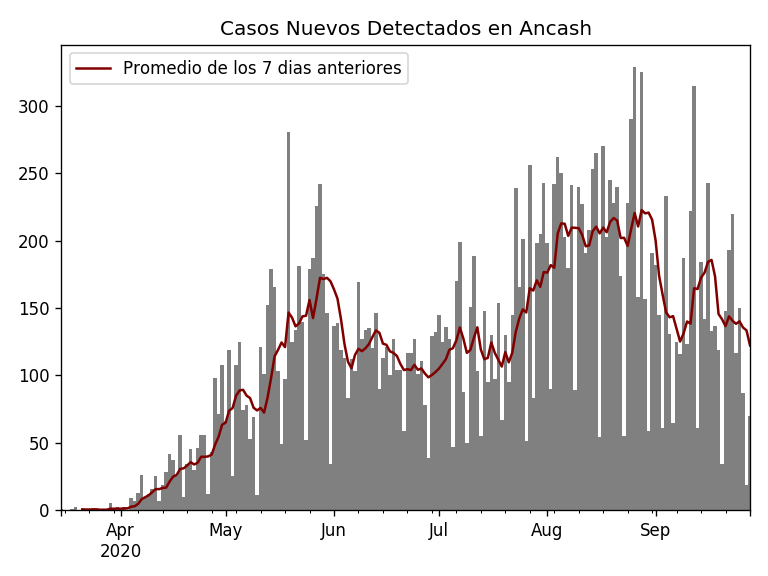 Casos Nuevos Detectados en Ancash
Promedio de los 7 dias anteriores
300
250
200
150
100
50
0
Apr May Jun Jul Aug Sep
2020